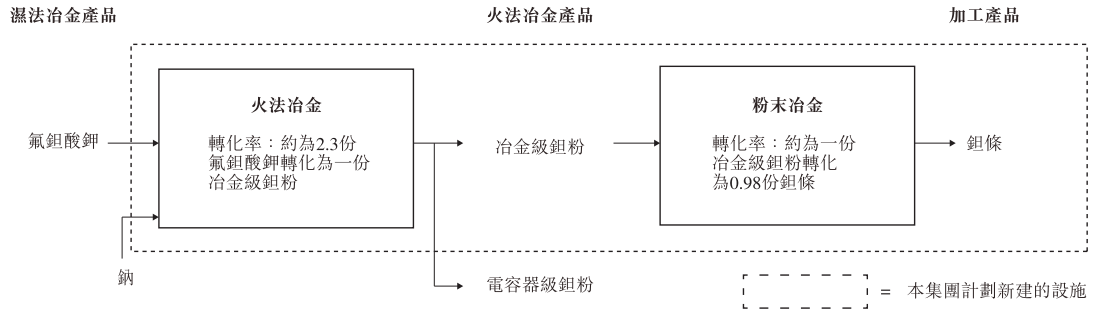 濕法冶金產品
火法冶金產品
加工產品
火法冶金
轉化率：約為2.3份
氟鉭酸鉀轉化為一份
冶金級鉭粉
粉末冶金
轉化率：約為一份
冶金級鉭粉轉化
為0.98份鉭條
氟鉭酸鉀
冶金級鉭粉
鉭條
鈉
電容器級鉭粉
= 本集團計劃新建的設施